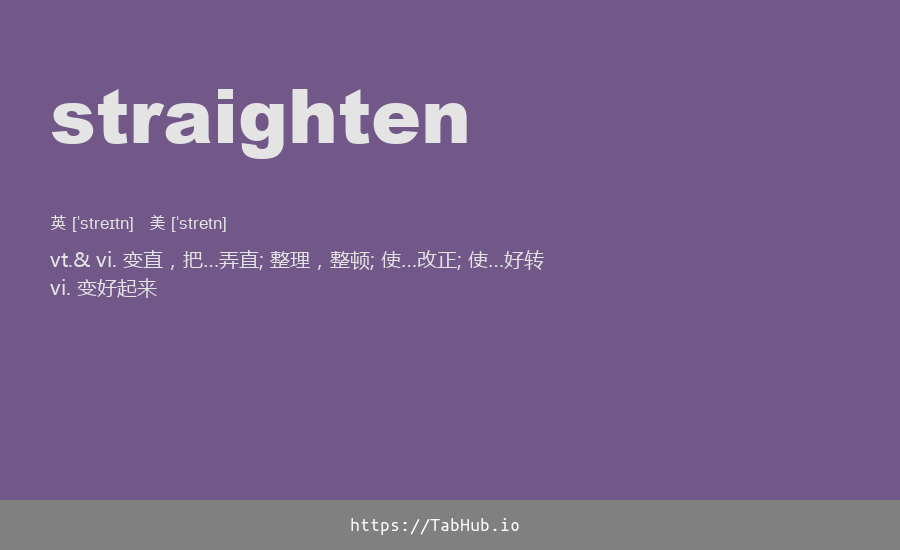 straighten
英 [ˈstreɪtn]   美 [ˈstretn]
vt.& vi. 变直，把…弄直; 整理，整顿; 使…改正; 使…好转
vi. 变好起来
https://TabHub.io